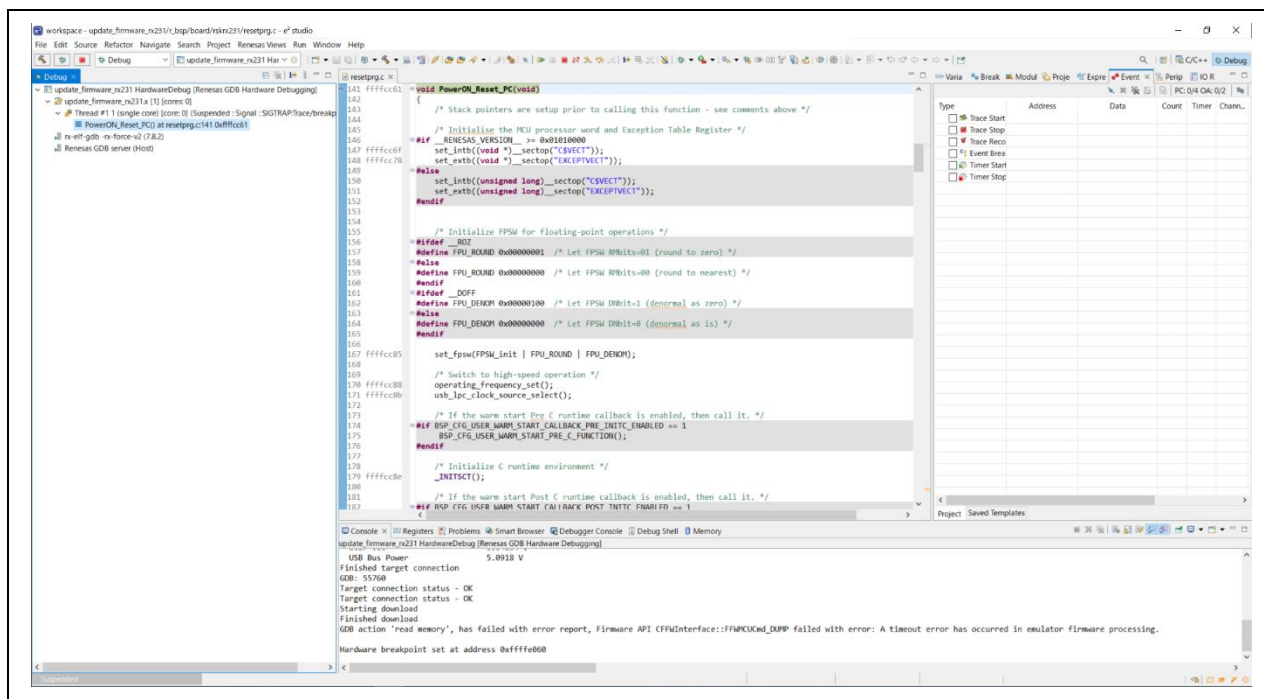 workspace - update_firmware_rx231/r_bsp/board/rskrx231/resetprg.c - e² studio
File Edit Source Refactor Navigate Search Project Renesas Views Run Window Help
Debug update_firmware_rx231 Har C/C++ Debug
Debug
update_firmware_rx231 HardwareDebug [Renesas GDB Hardware Debugging]
update_firmware_rx231.x [1] [cores: 0]
Thread #1 1 (single core) [core: 0] (Suspended : Signal : SIGTRAP:Trace/breakp
PowerON_Reset_PC() at resetprg.c:141 0xffffcc61
rx-elf-gdb -rx-force-v2 (7.8.2)
Renesas GDB server (Host)
resetprg.c
141 ffffcc61 void PowerON_Reset_PC(void)
142 {
143 /* Stack pointers are setup prior to calling this function - see comments above */
144
145 /* Initialise the MCU processor word and Exception Table Register */
146 #if __RENESAS_VERSION__ >= 0x01010000
147 ffffcc6f set_intb((void *)__sectop("C$VECT"));
148 ffffcc78 set_extb((void *)__sectop("EXCEPTVECT"));
149 #else
150 set_intb((unsigned long)__sectop("C$VECT"));
151 set_extb((unsigned long)__sectop("EXCEPTVECT"));
152 #endif
153
154
155 /* Initialize FPSW for floating-point operations */
156 #ifdef __ROZ
157 #define FPU_ROUND 0x00000001 /* Let FPSW RMbits=01 (round to zero) */
158 #else
159 #define FPU_ROUND 0x00000000 /* Let FPSW RMbits=00 (round to nearest) */
160 #endif
161 #ifdef __DOFF
162 #define FPU_DENOM 0x00000100 /* Let FPSW DNbit=1 (denormal as zero) */
163 #else
164 #define FPU_DENOM 0x00000000 /* Let FPSW DNbit=0 (denormal as is) */
165 #endif
166
167 ffffcc85 set_fpsw(FPSW_init | FPU_ROUND | FPU_DENOM);
168
169 /* Switch to high-speed operation */
170 ffffcc88 operating_frequency_set();
171 ffffcc8b usb_lpc_clock_source_select();
172
173 /* If the warm start Pre C runtime callback is enabled, then call it. */
174 #if BSP_CFG_USER_WARM_START_CALLBACK_PRE_INITC_ENABLED == 1
175 BSP_CFG_USER_WARM_START_PRE_C_FUNCTION();
176 #endif
177
178 /* Initialize C runtime environment */
179 ffffcc8e _INITSCT();
180
181 /* If the warm start Post C runtime callback is enabled, then call it. */
182 #if BSP_CFG_USER_WARM_START_CALLBACK_POST_INITC_ENABLED == 1
Varia Break Modul Proje Expre Event Perip IO R
PC: 0/4 OA: 0/2
Type Address Data Count Timer Chann..
Trace Start
Trace Stop
Trace Reco
Event Brea
Timer Start
Timer Stop
Project Saved Templates
Console Registers Problems Smart Browser Debugger Console Debug Shell Memory
update_firmware_rx231 HardwareDebug [Renesas GDB Hardware Debugging]
USB Bus Power 5.0918 V
Finished target connection
GDB: 55760
Target connection status - OK
Target connection status - OK
Starting download
Finished download
GDB action 'read memory', has failed with error report, Firmware API CFFWInterface::FFWMCUCmd_DUMP failed with error: A timeout error has occurred in emulator firmware processing.
Hardware breakpoint set at address 0xffffe060
Suspended